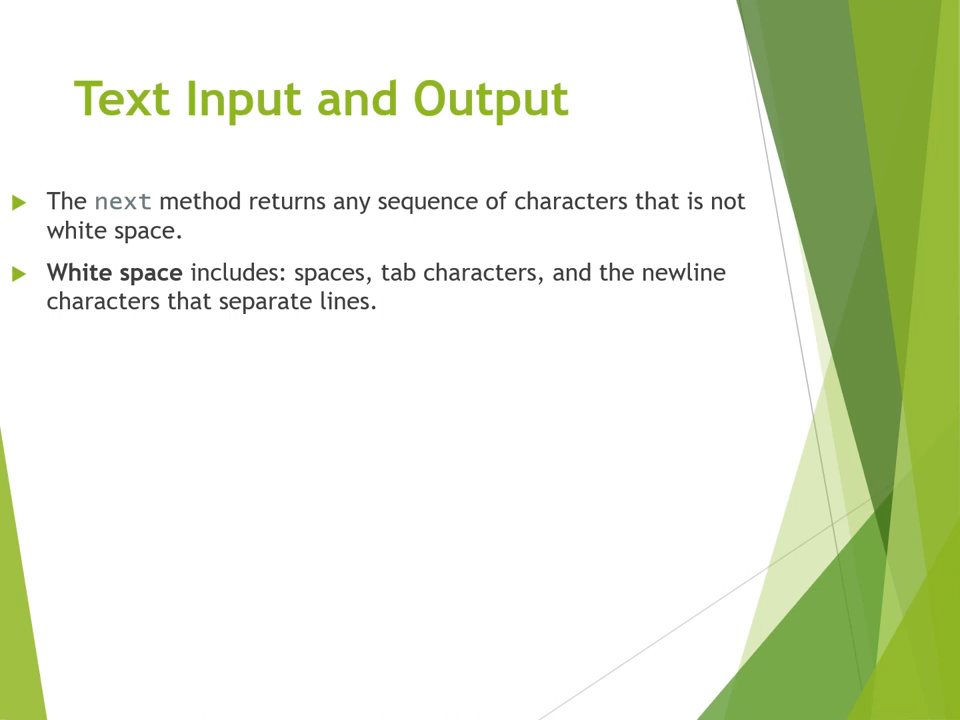 Text Input and Output
The next method returns any sequence of characters that is not
white space.
White space includes: spaces, tab characters, and the newline
characters that separate lines.